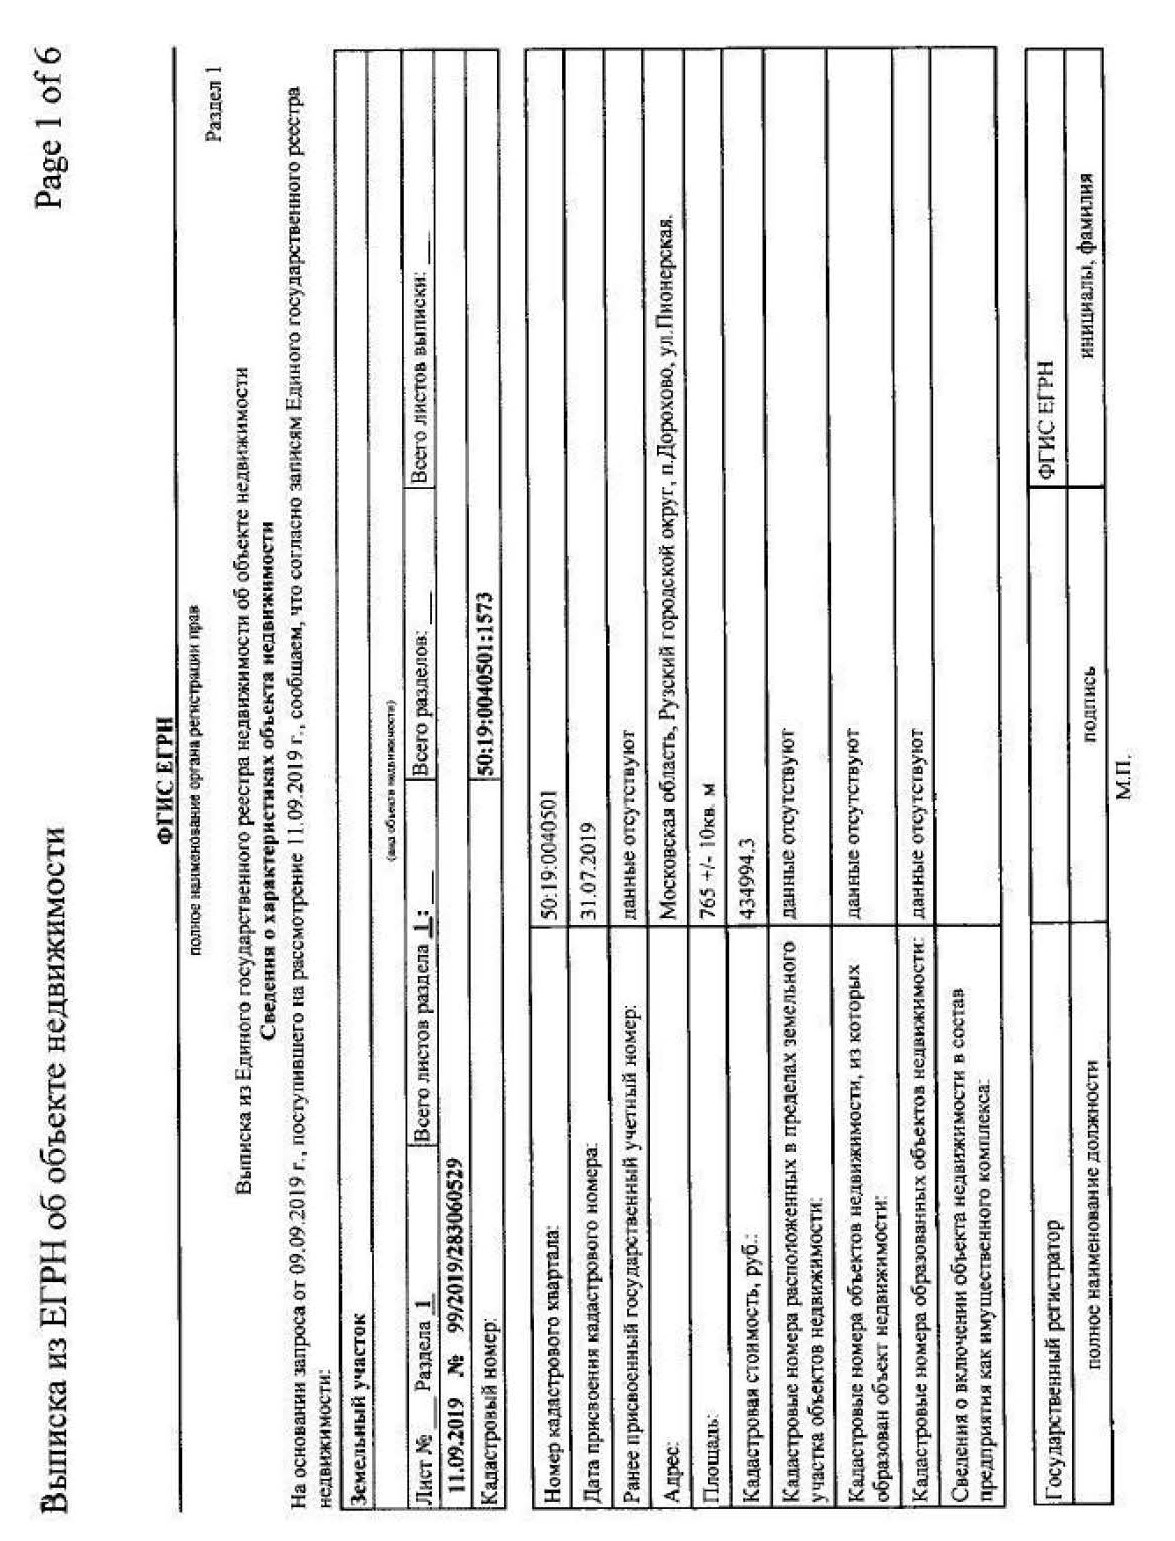 Выписка из ЕГРН об объекте недвижимости Page 1 of 6
ФГИС ЕГРН
полное наименование органа регистрации прав
Раздел 1
Выписка из Единого государственного реестра недвижимости об объекте недвижимости
Сведения о характеристиках объекта недвижимости
На основании запроса от 09.09.2019 г., поступившего на рассмотрение 11.09.2019 г., сообщаем, что согласно записям Единого государственного реестра
недвижимости:
Земельный участок
(вид объекта недвижимости)
Лист № ___ Раздела 1 Всего листов раздела 1: ___ Всего разделов: ___ Всего листов выписки: ___
11.09.2019 № 99/2019/283060529
Кадастровый номер: 50:19:0040501:1573
Номер кадастрового квартала: 50:19:0040501
Дата присвоения кадастрового номера: 31.07.2019
Ранее присвоенный государственный учетный номер: данные отсутствуют
Адрес: Московская область, Рузский городской округ, п.Дорохово, ул.Пионерская.
Площадь: 765 +/- 10кв. м
Кадастровая стоимость, руб.: 434994.3
Кадастровые номера расположенных в пределах земельного данные отсутствуют
участка объектов недвижимости:
Кадастровые номера объектов недвижимости, из которых данные отсутствуют
образован объект недвижимости:
Кадастровые номера образованных объектов недвижимости: данные отсутствуют
Сведения о включении объекта недвижимости в состав
предприятия как имущественного комплекса:
Государственный регистратор ФГИС ЕГРН
полное наименование должности подпись инициалы, фамилия
М.П.